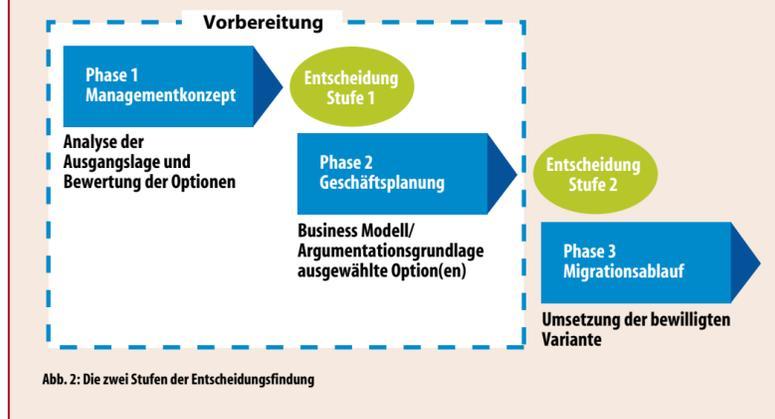 Vorbereitung
Phase 1
Managementkonzept
Analyse der
Ausgangslage und
Bewertung der Optionen
Entscheidung
Stufe 1
Phase 2
Geschäftsplanung
Business Modell/
Argumentationsgrundlage
ausgewählte Option(en)
Entscheidung
Stufe 2
Phase 3
Migrationsablauf
Umsetzung der bewilligten
Variante
Abb. 2: Die zwei Stufen der Entscheidungsfindung